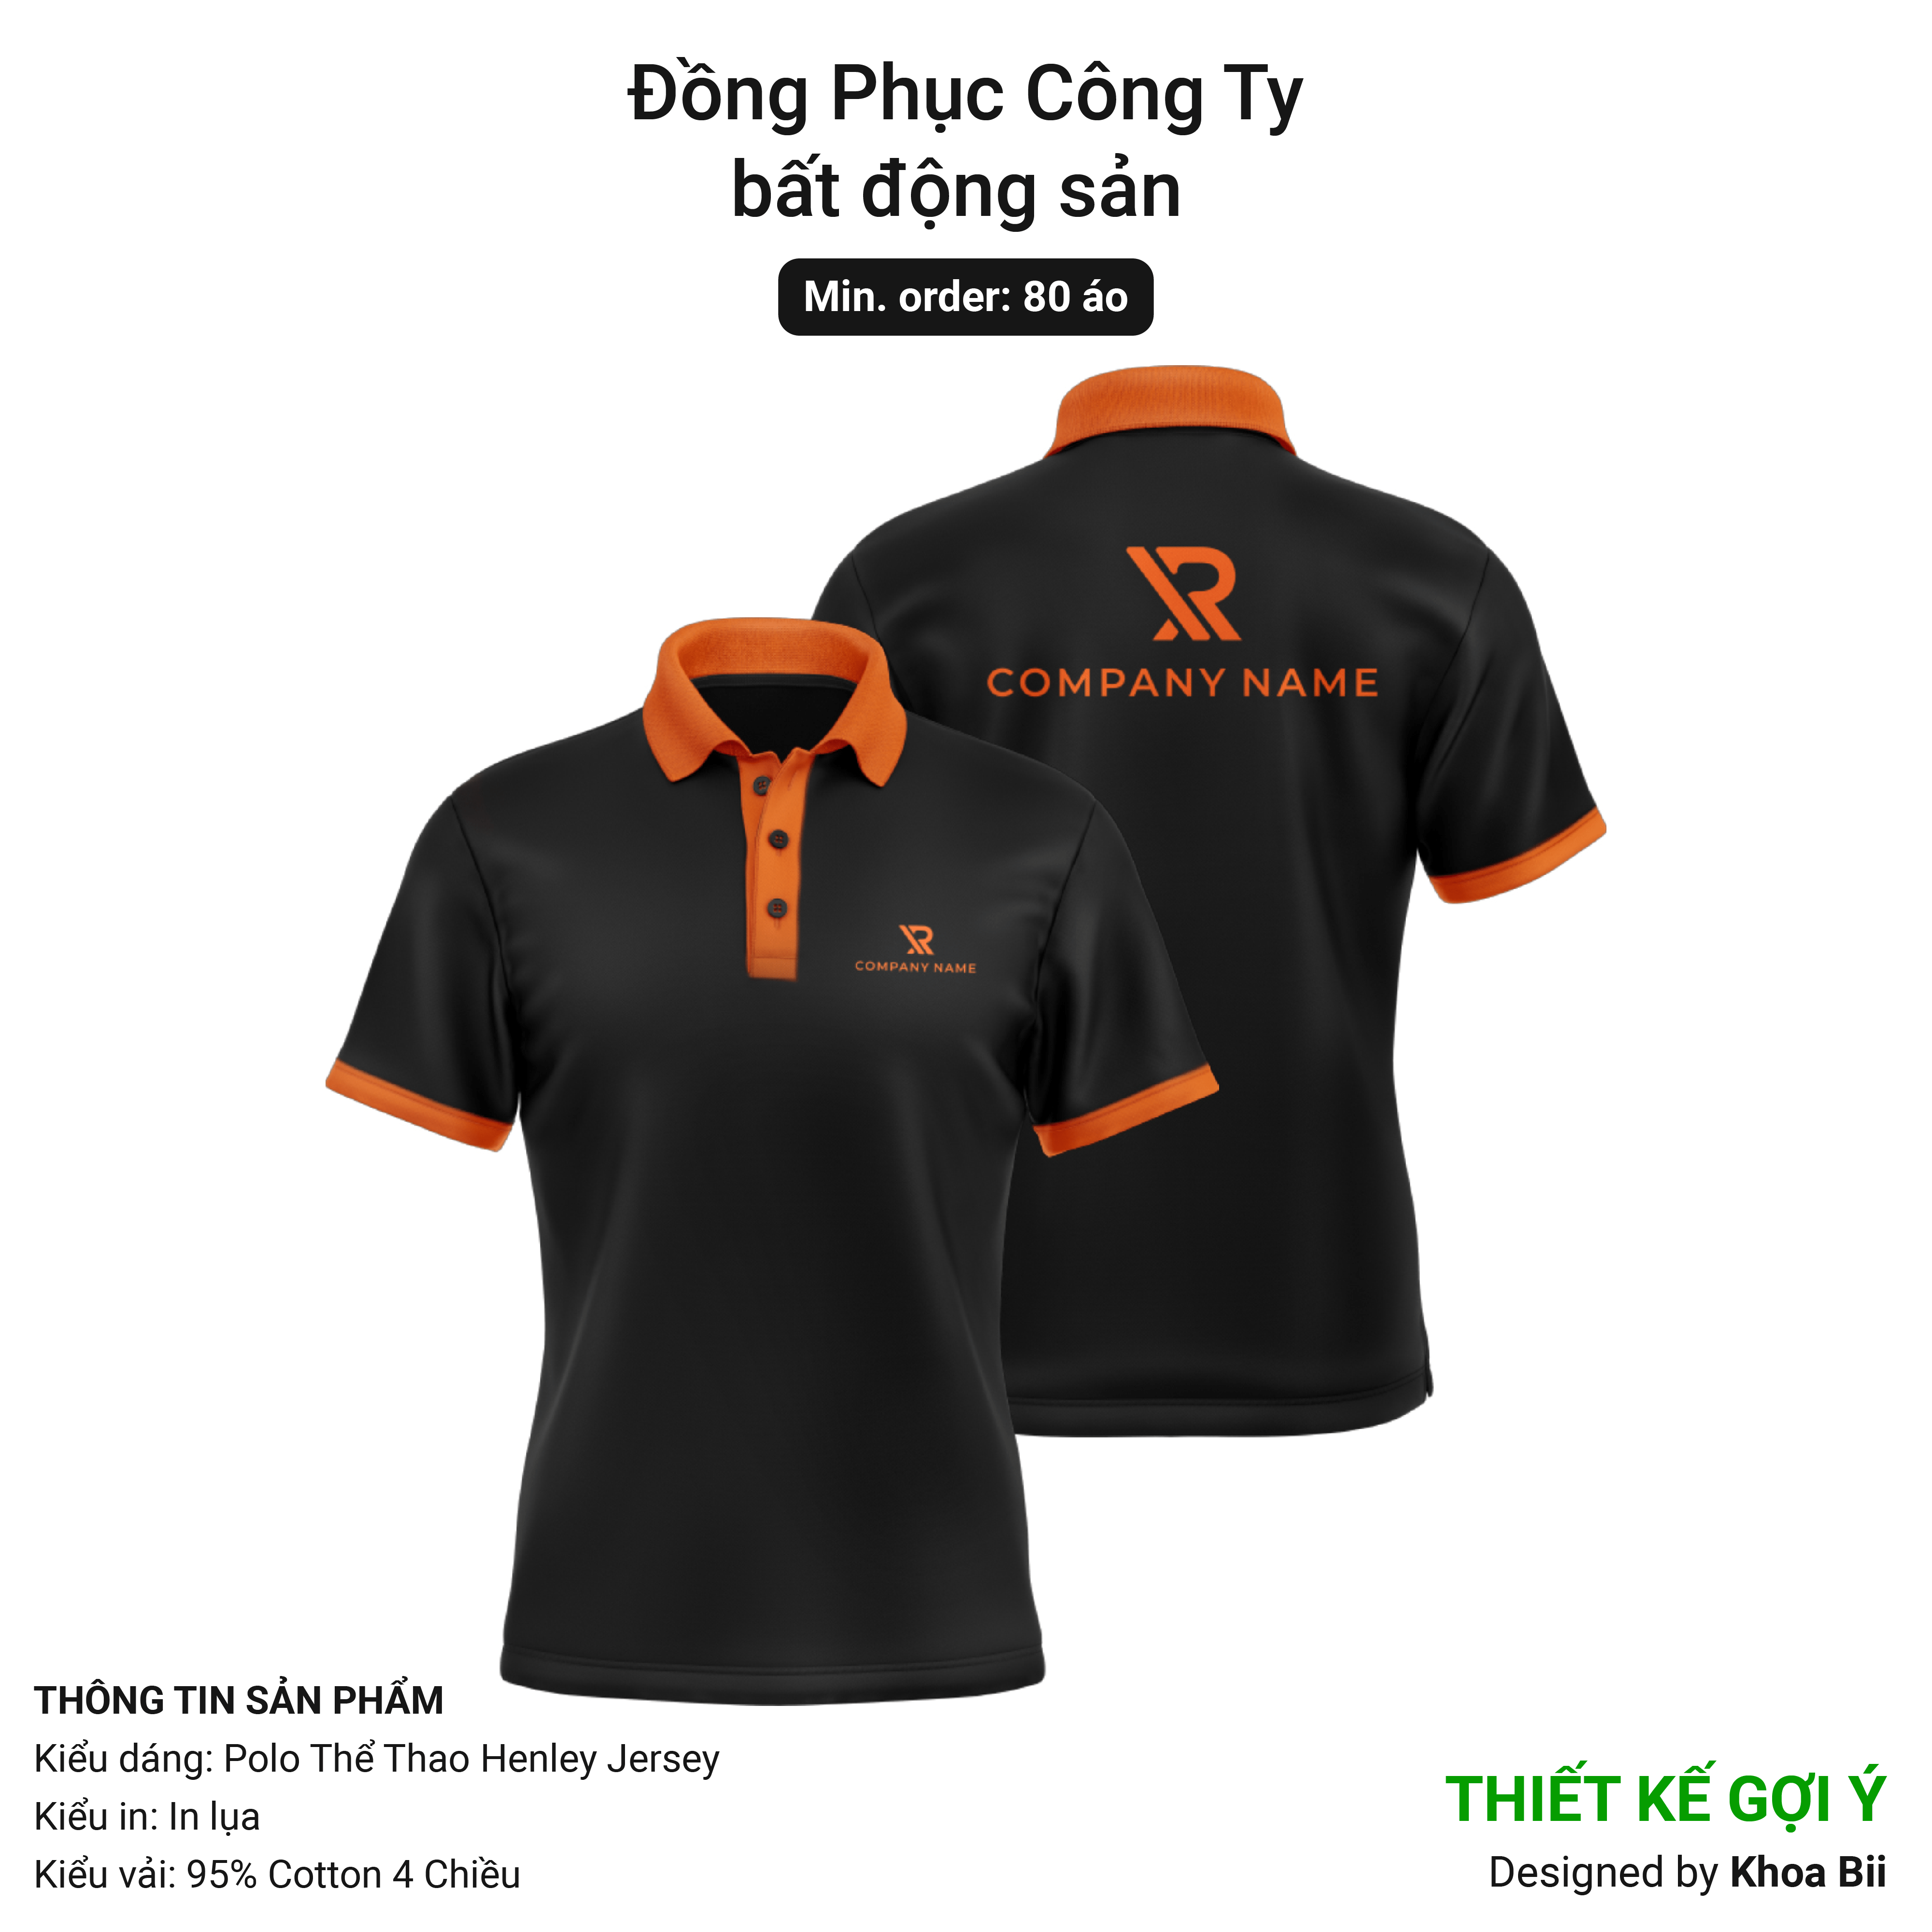 Đồng Phục Công Ty
bất động sản
Min. order: 80 áo
XR
COMPANY NAME
XR
COMPANY NAME
THÔNG TIN SẢN PHẨM
Kiểu dáng: Polo Thể Thao Henley Jersey
Kiểu in: In lụa
Kiểu vải: 95% Cotton 4 Chiều
THIẾT KẾ GỢI Ý
Designed by Khoa Bii